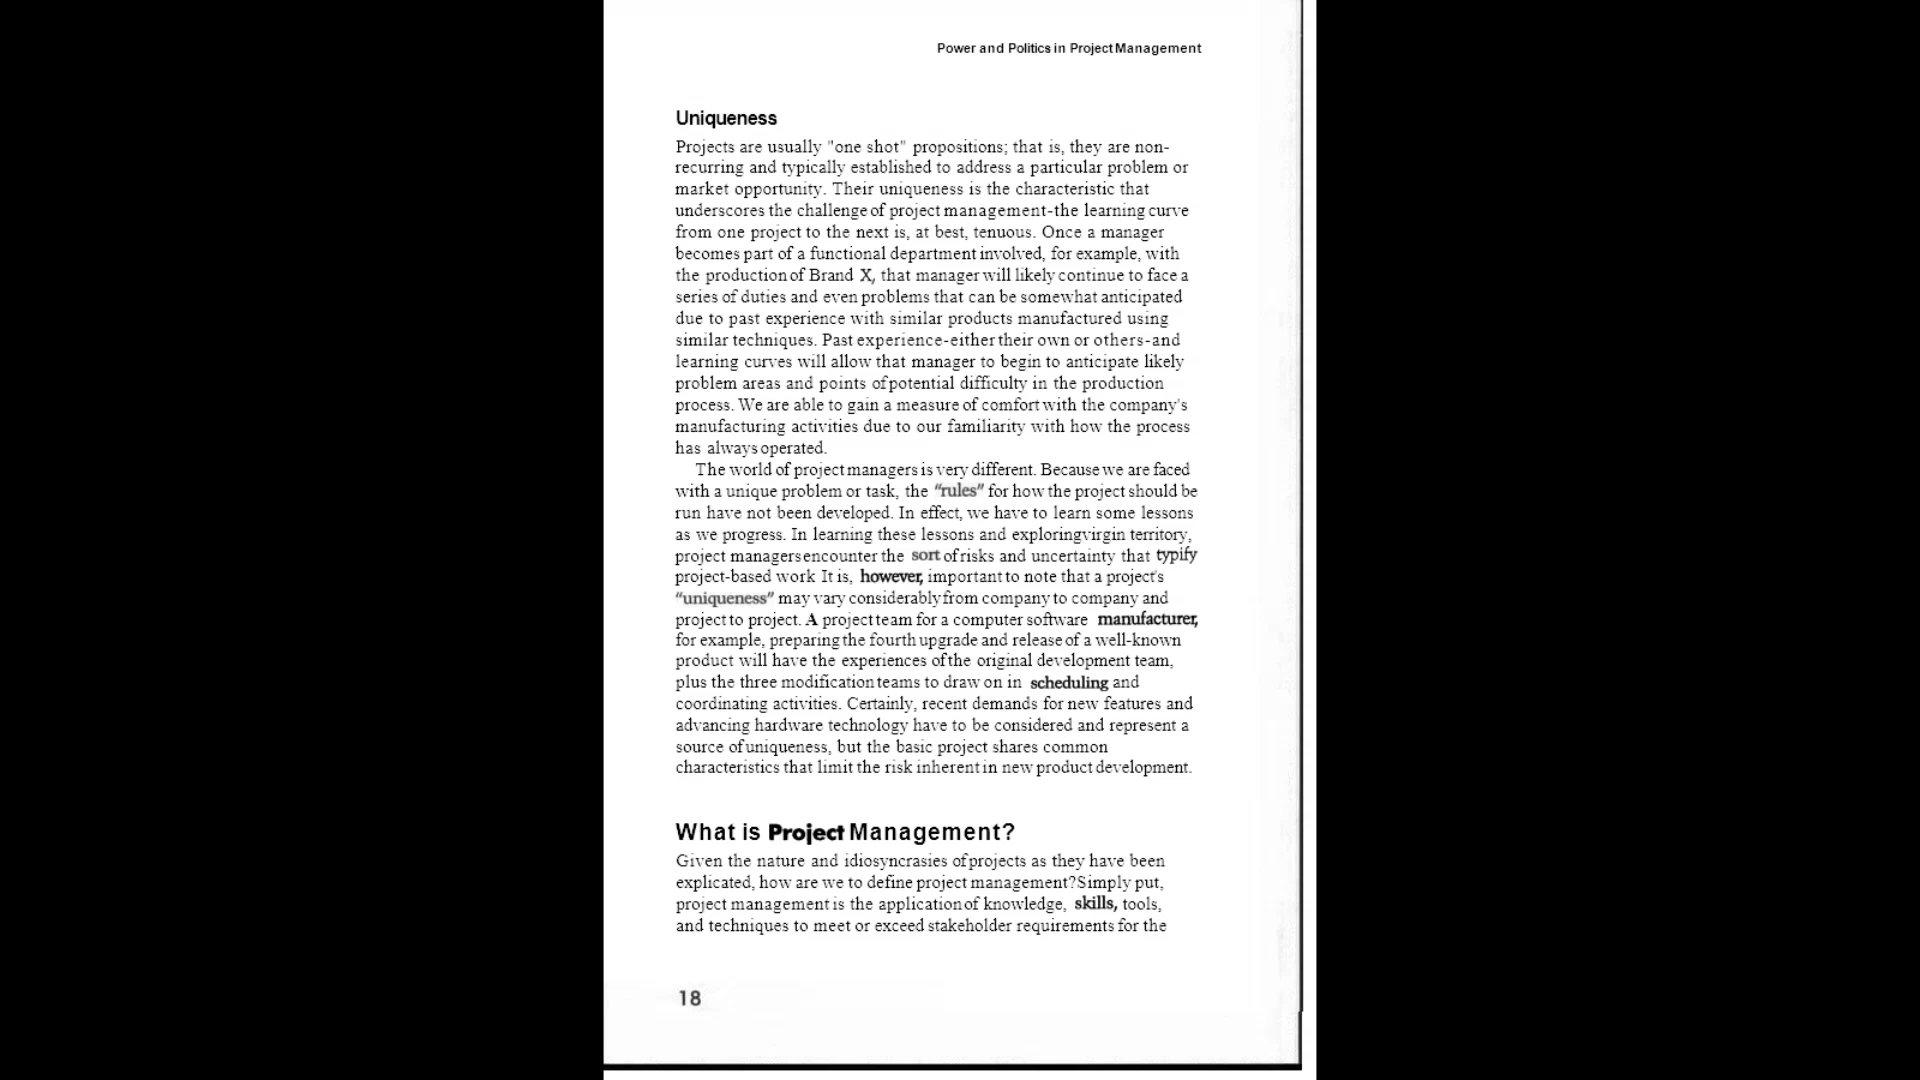 Power and Politics in Project Management
Uniqueness
Projects are usually "one shot" propositions; that is, they are non-
recurring and typically established to address a particular problem or
market opportunity. Their uniqueness is the characteristic that
underscores the challenge of project management-the learning curve
from one project to the next is, at best, tenuous. Once a manager
becomes part of a functional department involved, for example, with
the production of Brand X, that manager will likely continue to face a
series of duties and even problems that can be somewhat anticipated
due to past experience with similar products manufactured using
similar techniques. Past experience-either their own or others-and
learning curves will allow that manager to begin to anticipate likely
problem areas and points of potential difficulty in the production
process. We are able to gain a measure of comfort with the company's
manufacturing activities due to our familiarity with how the process
has always operated.
The world of project managers is very different. Because we are faced
with a unique problem or task, the “rules” for how the project should be
run have not been developed. In effect, we have to learn some lessons
as we progress. In learning these lessons and exploring virgin territory,
project managers encounter the sort of risks and uncertainty that typify
project-based work It is, however, important to note that a project's
“uniqueness” may vary considerably from company to company and
project to project. A project team for a computer software manufacturer,
for example, preparing the fourth upgrade and release of a well-known
product will have the experiences of the original development team,
plus the three modification teams to draw on in scheduling and
coordinating activities. Certainly, recent demands for new features and
advancing hardware technology have to be considered and represent a
source of uniqueness, but the basic project shares common
characteristics that limit the risk inherent in new product development.
What is Project Management?
Given the nature and idiosyncrasies of projects as they have been
explicated, how are we to define project management? Simply put,
project management is the application of knowledge, skills, tools,
and techniques to meet or exceed stakeholder requirements for the
18